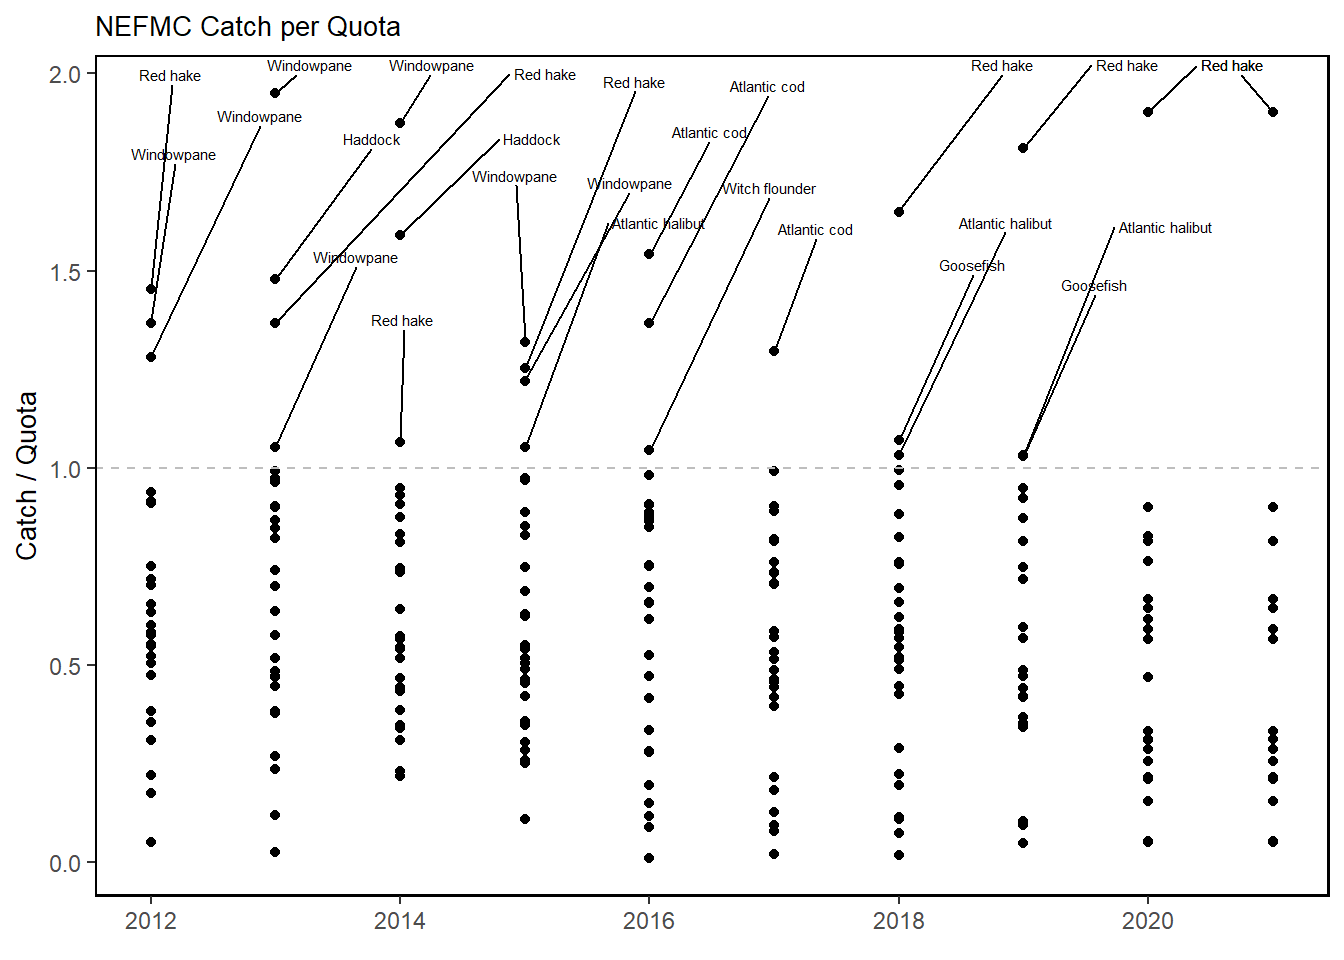 NEFMC Catch per Quota
Windowpane
Windowpane
Red hake
Red hake
Red hake
Red hake
2.0
Red hake
Red hake
Red hake
Atlantic cod
Windowpane
Atlantic cod
Haddock
Haddock
Windowpane
Windowpane
Windowpane
Witch flounder
Atlantic halibut
Atlantic halibut
Atlantic halibut
Atlantic cod
Windowpane
Goosefish
1.5
Goosefish
Red hake
1.0
Catch / Quota
0.5
0.0
2012
2014
2016
2018
2020